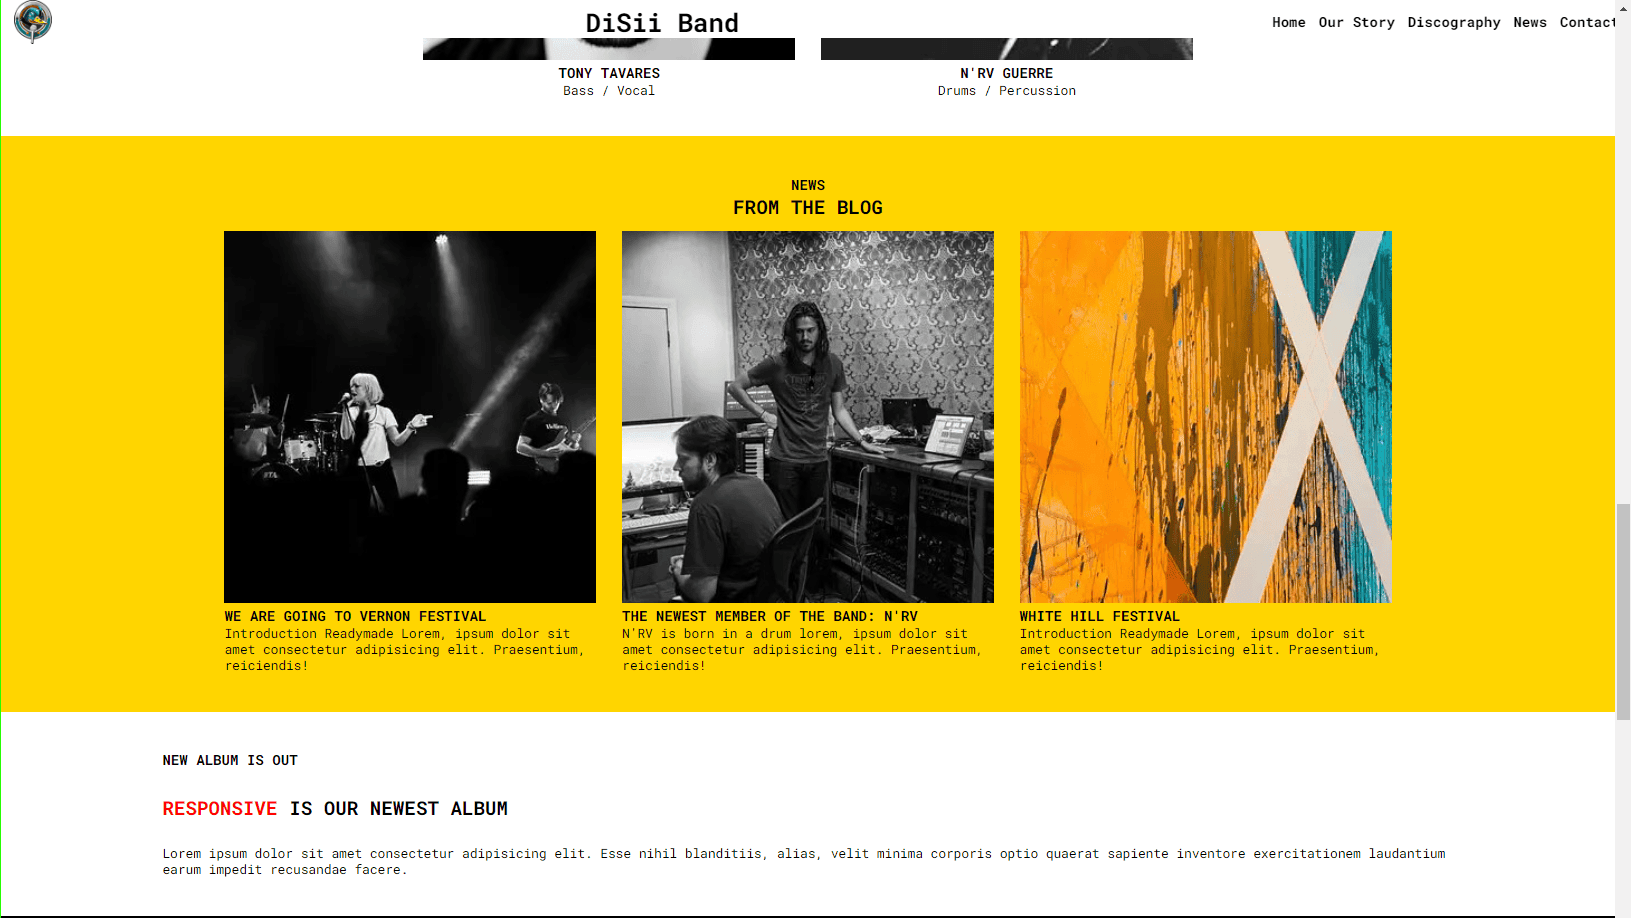 DiSii Band
Home Our Story Discography News Contact
TONY TAVARES
Bass / Vocal
N'RV GUERRE
Drums / Percussion
NEWS
FROM THE BLOG
WE ARE GOING TO VERNON FESTIVAL
Introduction Readymade Lorem, ipsum dolor sit
amet consectetur adipisicing elit. Praesentium,
reiciendis!
THE NEWEST MEMBER OF THE BAND: N'RV
N'RV is born in a drum lorem, ipsum dolor sit
amet consectetur adipisicing elit. Praesentium,
reiciendis!
WHITE HILL FESTIVAL
Introduction Readymade Lorem, ipsum dolor sit
amet consectetur adipisicing elit. Praesentium,
reiciendis!
NEW ALBUM IS OUT
RESPONSIVE IS OUR NEWEST ALBUM
Lorem ipsum dolor sit amet consectetur adipisicing elit. Esse nihil blanditiis, alias, velit minima corporis optio quaerat sapiente inventore exercitationem laudantium
earum impedit recusandae facere.